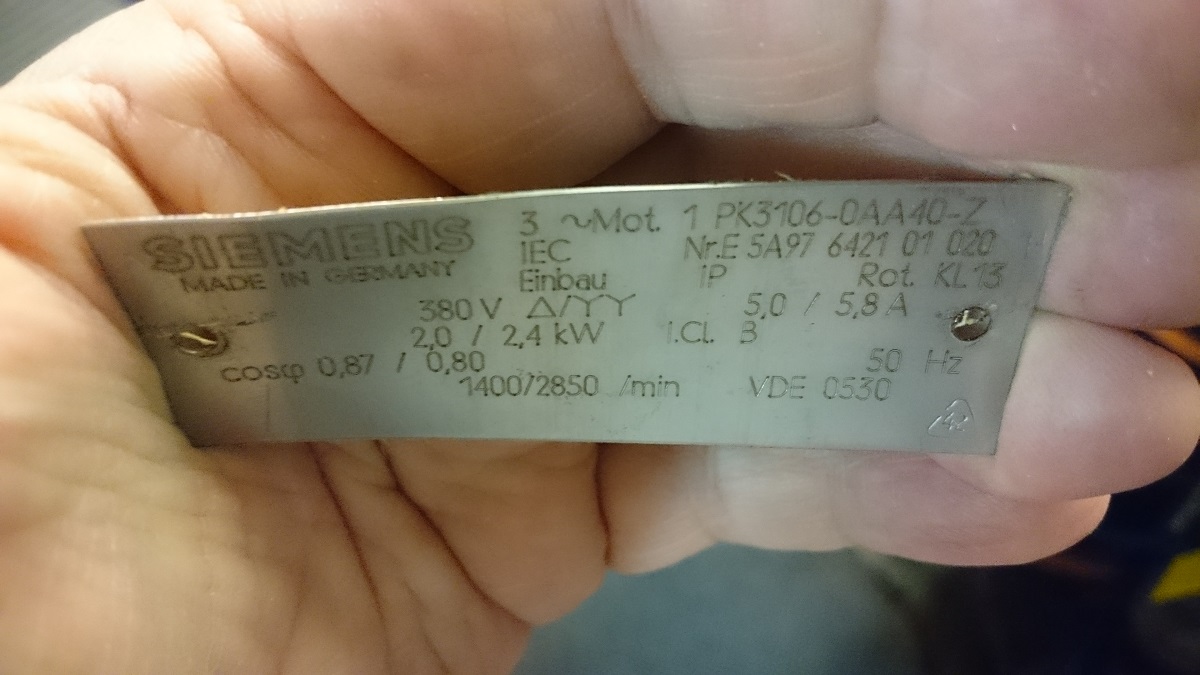 SIEMENS
MADE IN GERMANY
3 ~Mot. 1 PK3106-0AA40-Z
IEC Nr.E 5A97 6421 01 020
Einbau IP Rot. KL 13
380 V Δ/YY 5,0 / 5,8 A
2,0 / 2,4 kW I.Cl. B
cosφ 0,87 / 0,80 50 Hz
1400/2850 /min VDE 0530
42